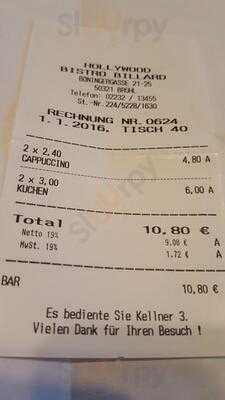 HOLLYWOOD
BISTRO BILLARD
BONINGERGASSE 21-25
50321 BRÜHL
Telefon: 02232 / 13455
St.-Nr.224/5228/1630
RECHNUNG NR.0624
1.1.2016, TISCH 40
2 x 2,40
CAPPUCCINO 4,80 A
2 x 3,00
KUCHEN 6,00 A
Total 10,80 €
Netto 19% 9.08 € A
MwSt. 19% 1.72 € A
BAR 10,80 €
Es bediente Sie Kellner 3.
Vielen Dank für Ihren Besuch !